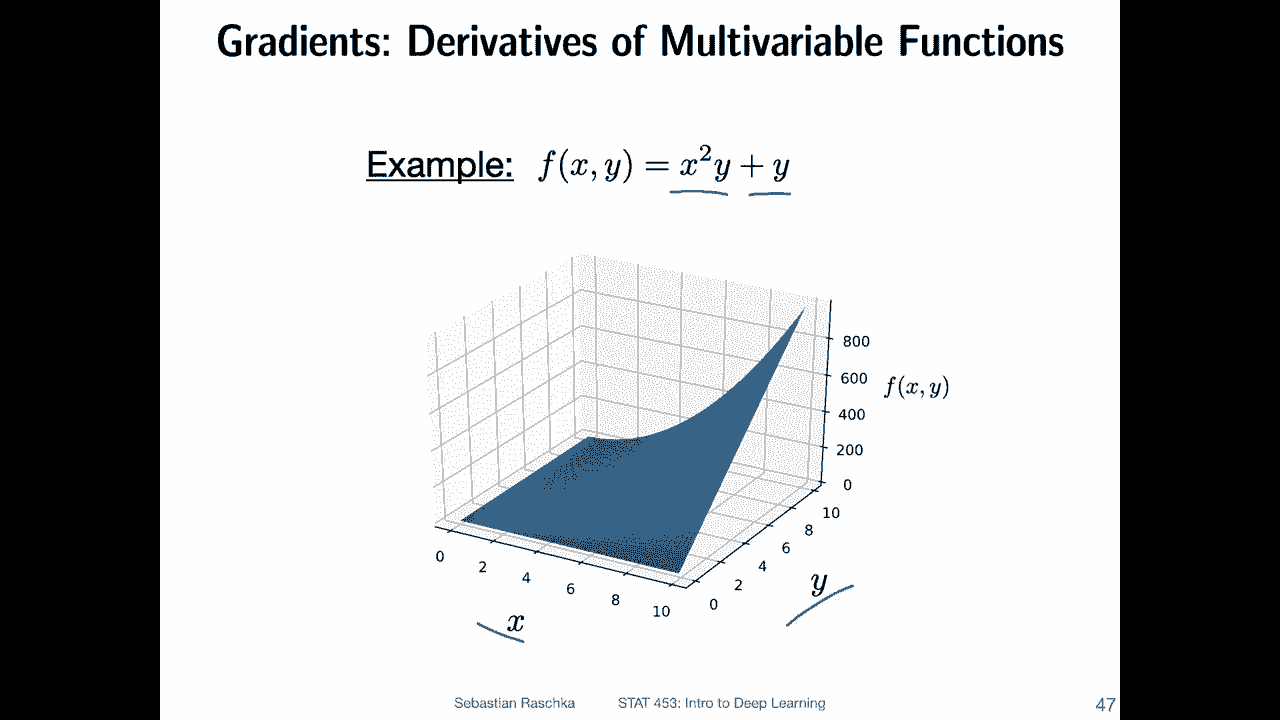 Gradients: Derivatives of Multivariable Functions
Example: f(x, y) = x²y + y
800
600
f(x, y)
400
200
0
0
2
4
6
8
10
0
2
4
6
8
10
x
y
Sebastian Raschka
STAT 453: Intro to Deep Learning
47